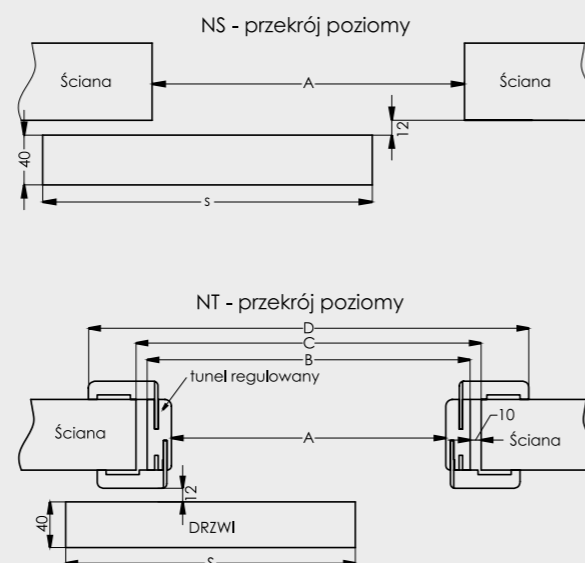 NS - przekrój poziomy
Ściana
A
Ściana
12
40
s
NT - przekrój poziomy
D
C
B
tunel regulowany
10
Ściana
A
Ściana
12
40
DRZWI
S